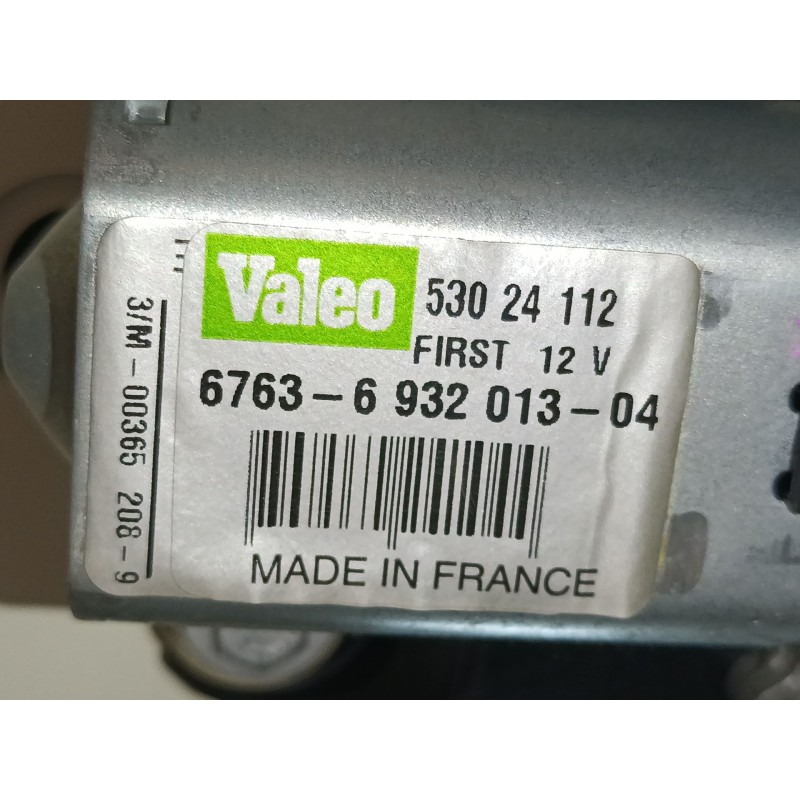 Valeo
530 24 112
FIRST 12 V
6763-6 932 013-04
MADE IN FRANCE
3/M-00365 208-9